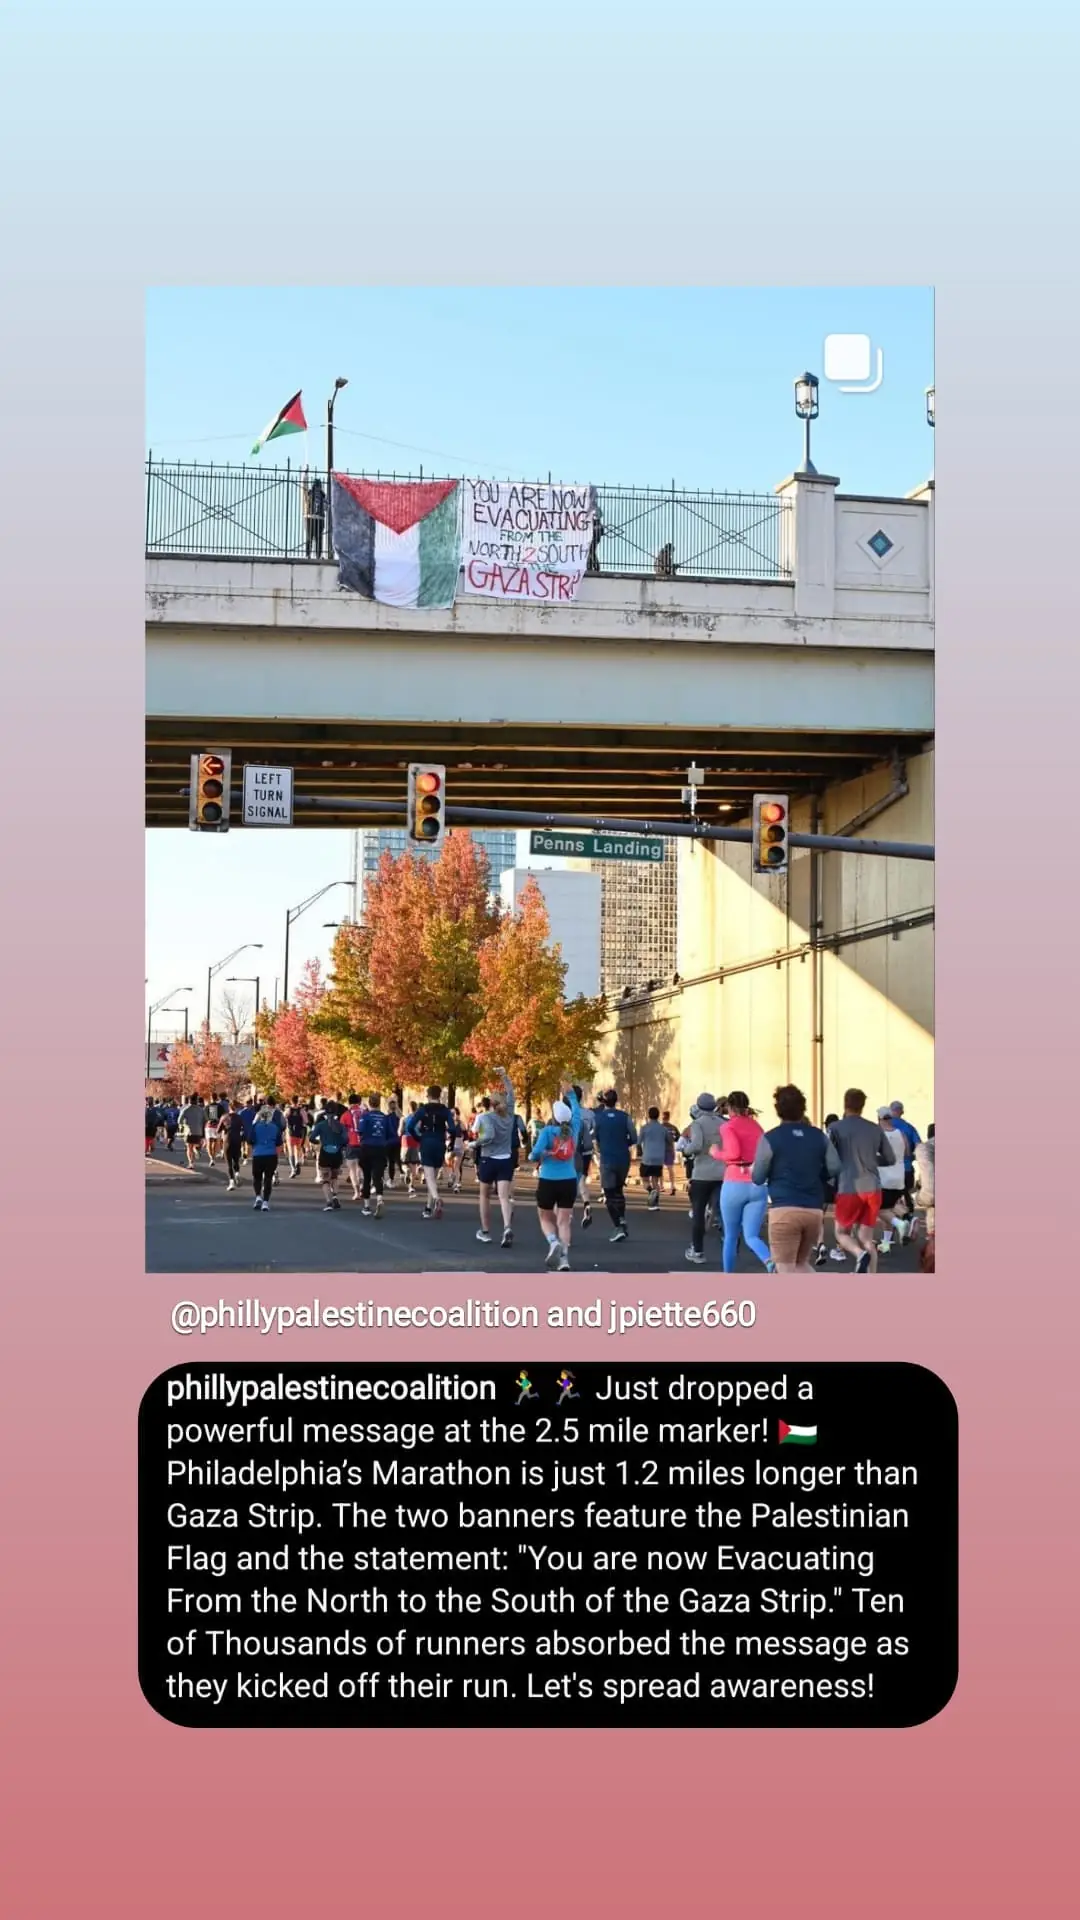 YOU ARE NOW
EVACUATING
FROM THE
NORTH 2 SOUTH
OF THE
GAZA STRIP
LEFT
TURN
SIGNAL
Penns Landing
@phillypalestinecoalition and jpiette660
phillypalestinecoalition 🏃‍♂️ 🏃‍♀️ Just dropped a
powerful message at the 2.5 mile marker! 🇵🇸
Philadelphia’s Marathon is just 1.2 miles longer than
Gaza Strip. The two banners feature the Palestinian
Flag and the statement: "You are now Evacuating
From the North to the South of the Gaza Strip." Ten
of Thousands of runners absorbed the message as
they kicked off their run. Let's spread awareness!